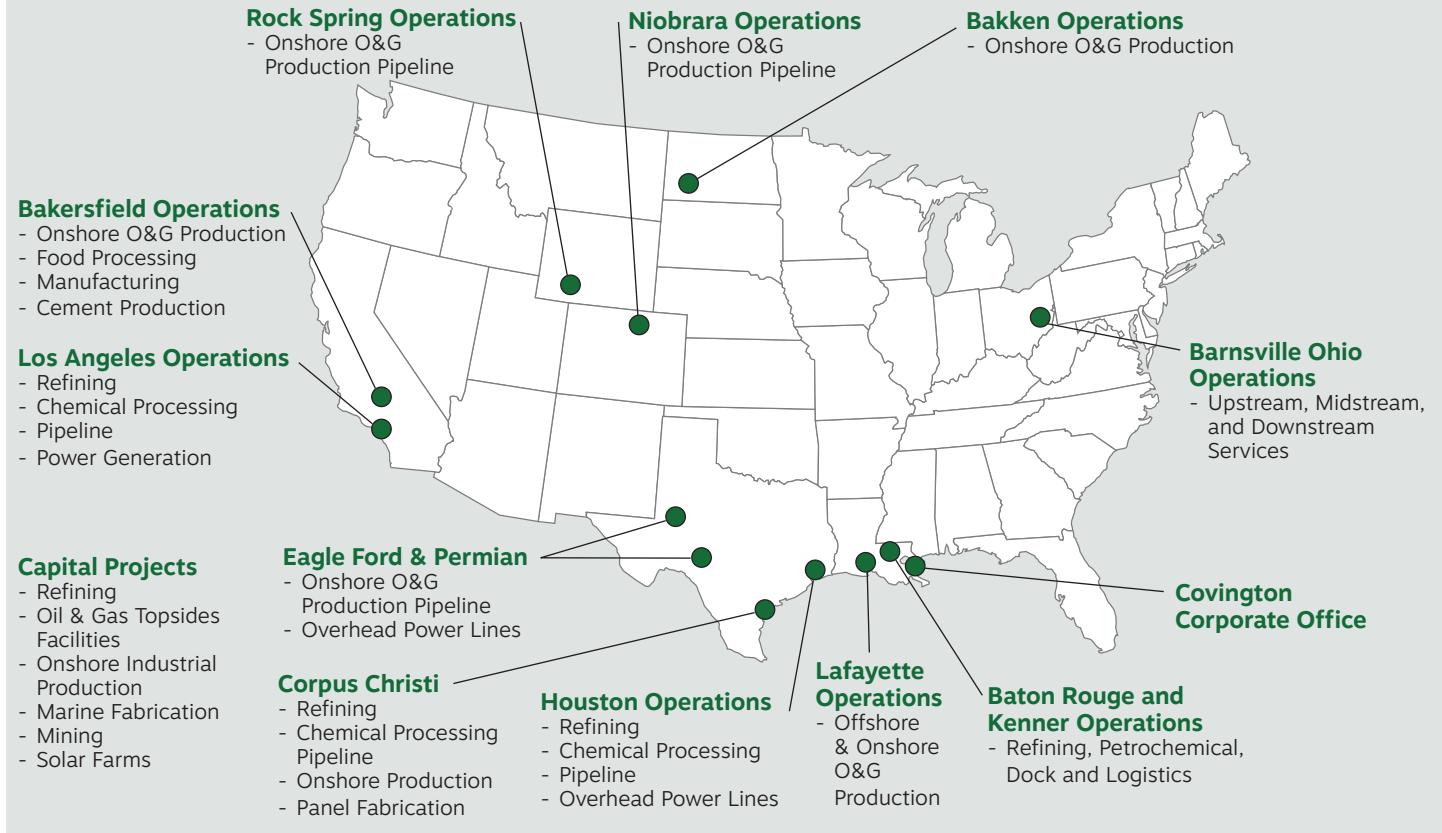 Rock Spring Operations
- Onshore O&G
Production Pipeline
Niobrara Operations
- Onshore O&G
Production Pipeline
Bakken Operations
- Onshore O&G Production
Bakersfield Operations
- Onshore O&G Production
- Food Processing
- Manufacturing
- Cement Production
Los Angeles Operations
- Refining
- Chemical Processing
- Pipeline
- Power Generation
Barnsville Ohio
Operations
- Upstream, Midstream,
and Downstream
Services
Capital Projects
- Refining
- Oil & Gas Topsides
Facilities
- Onshore Industrial
Production
- Marine Fabrication
- Mining
- Solar Farms
Eagle Ford & Permian
- Onshore O&G
Production Pipeline
- Overhead Power Lines
Corpus Christi
- Refining
- Chemical Processing
Pipeline
- Onshore Production
- Panel Fabrication
Houston Operations
- Refining
- Chemical Processing
- Pipeline
- Overhead Power Lines
Lafayette
Operations
- Offshore
& Onshore
O&G
Production
Baton Rouge and
Kenner Operations
- Refining, Petrochemical,
Dock and Logistics
Covington
Corporate Office